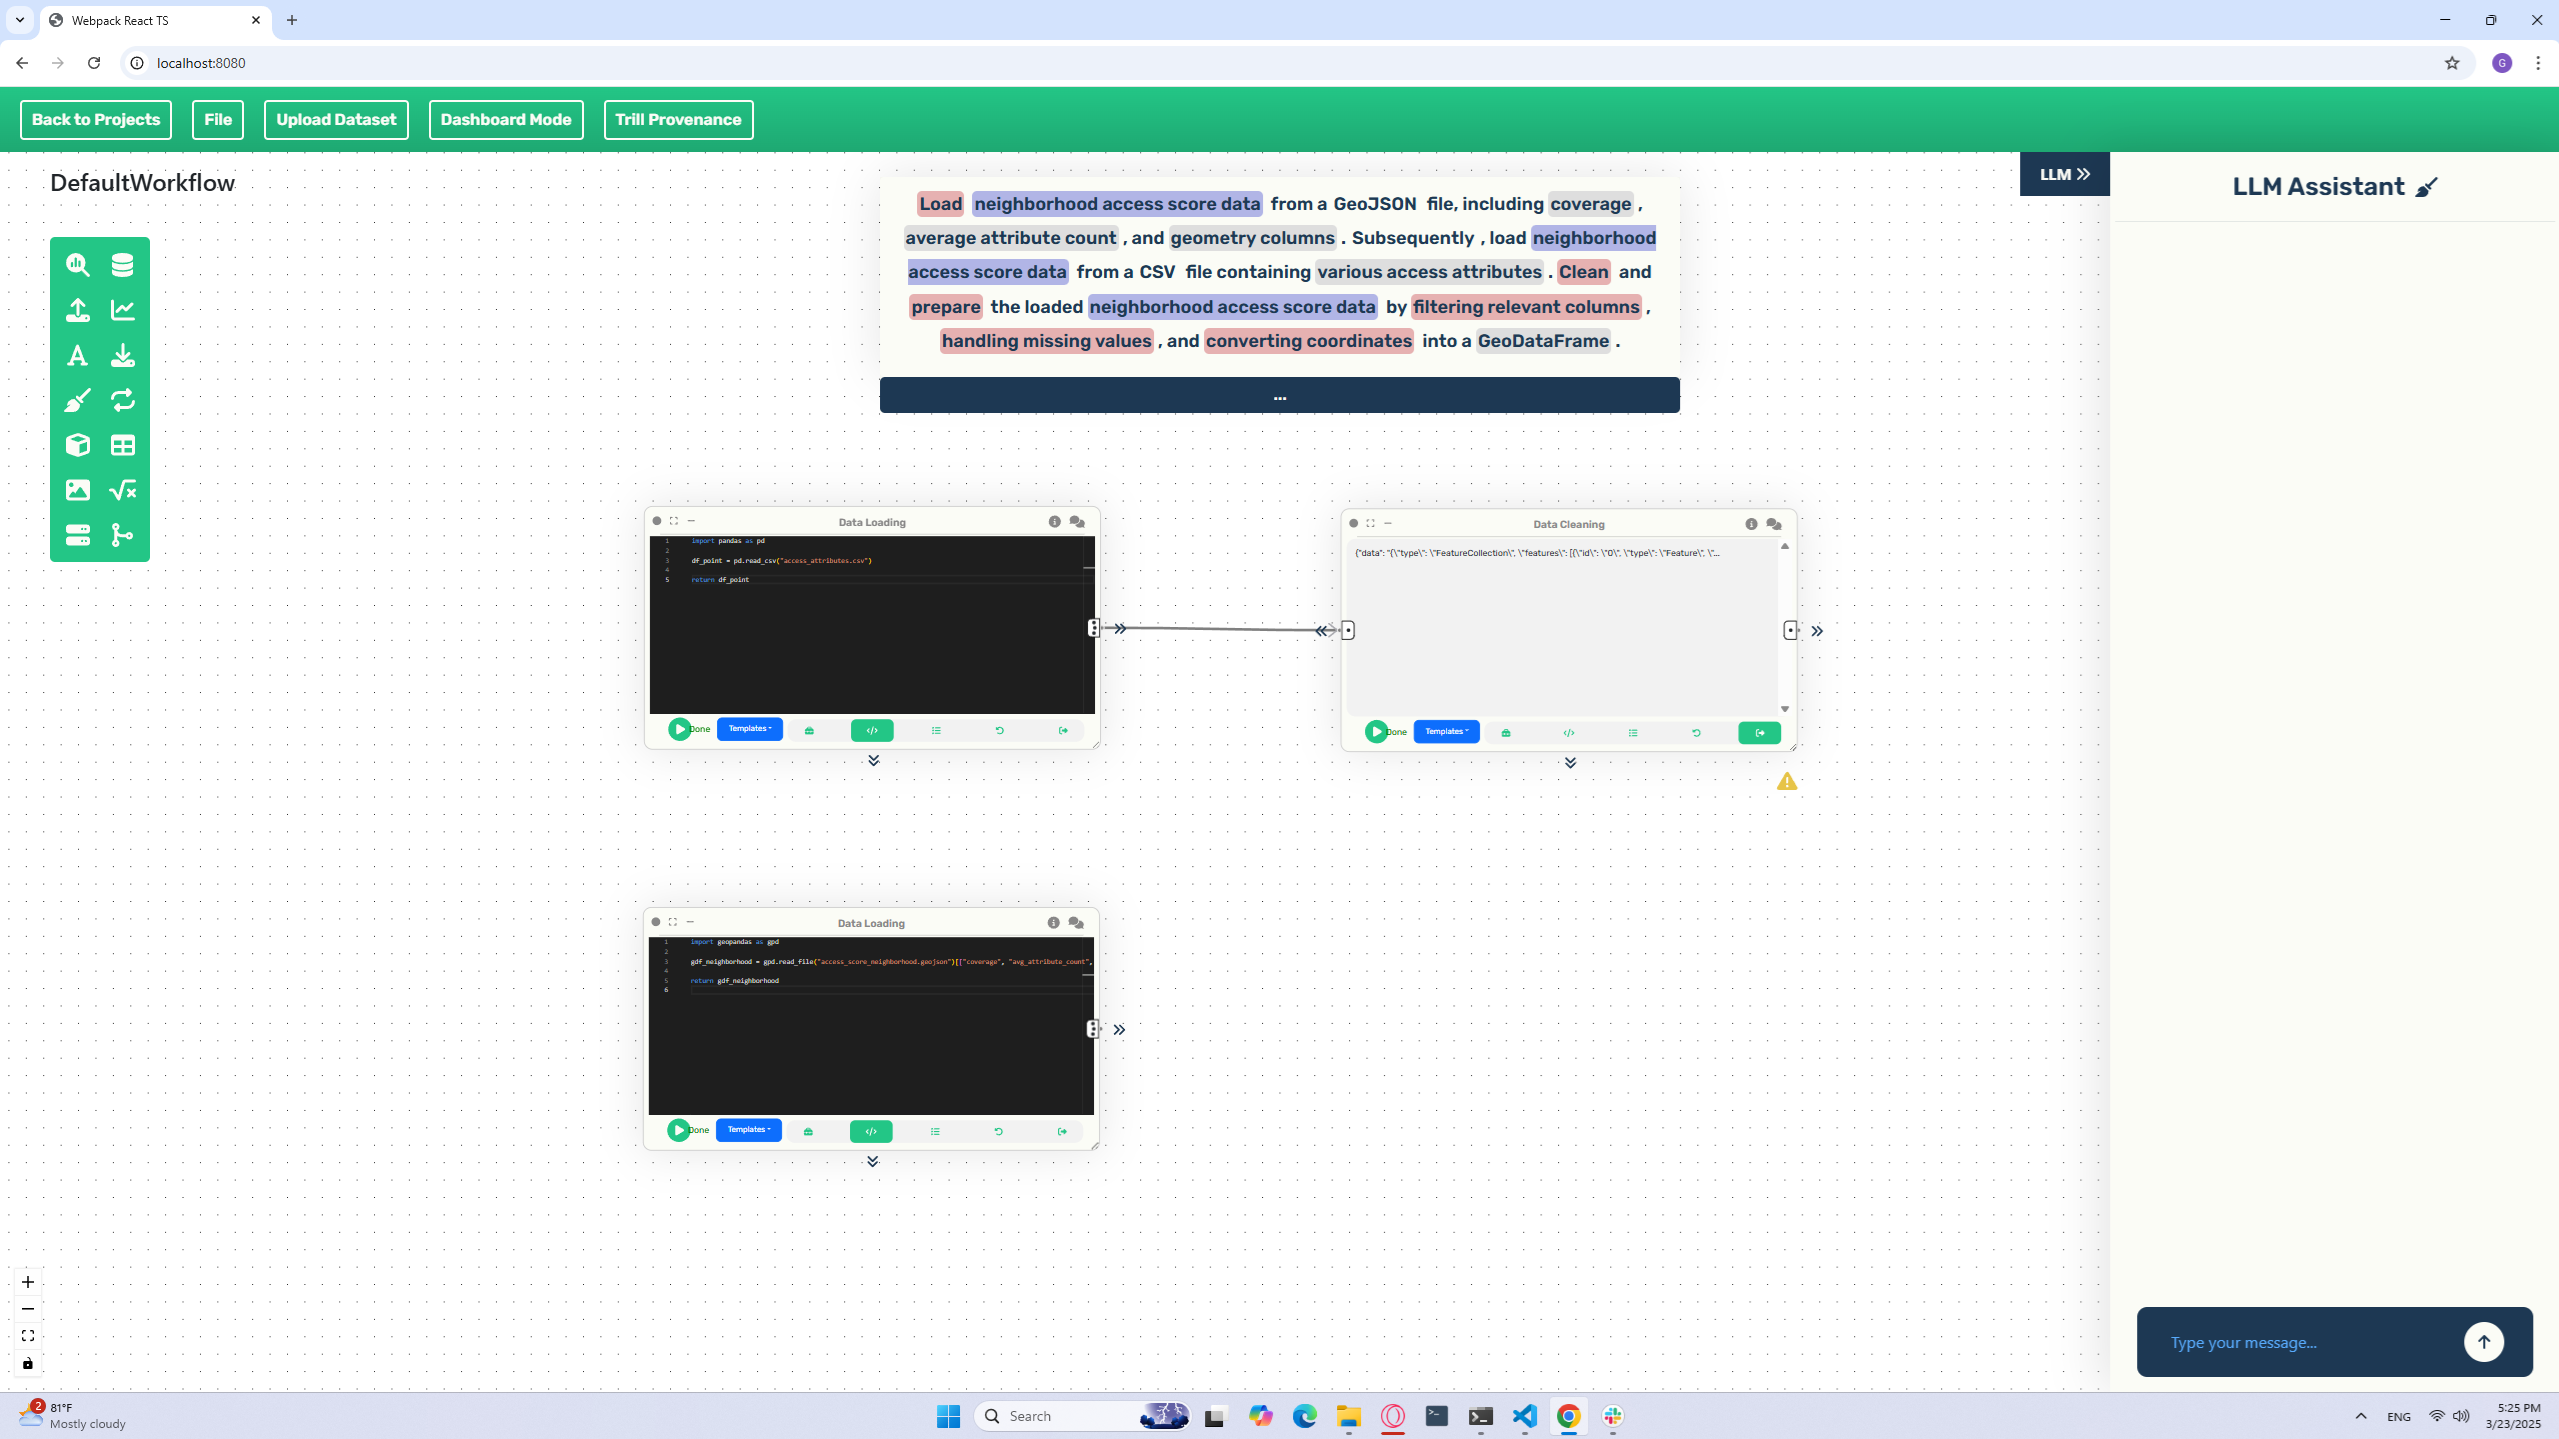 Webpack React TS
localhost:8080
G
Back to Projects File Upload Dataset Dashboard Mode Trill Provenance
DefaultWorkflow
Load neighborhood access score data from a GeoJSON file, including coverage ,
average attribute count , and geometry columns . Subsequently , load neighborhood
access score data from a CSV file containing various access attributes . Clean and
prepare the loaded neighborhood access score data by filtering relevant columns ,
handling missing values , and converting coordinates into a GeoDataFrame .
...
LLM
LLM Assistant
Data Loading
1 import pandas as pd
2
3 df_point = pd.read_csv("access_attributes.csv")
4
5 return df_point
Done Templates
Data Cleaning
{"data": "{\"type\": \"FeatureCollection\", \"features\": [{\"id\": \"0\", \"type\": \"Feature\", \"...
Done Templates
Data Loading
1 import geopandas as gpd
2
3 gdf_neighborhood = gpd.read_file("access_score_neighborhood.geojson")[["coverage", "avg_attribute_count",
4
5 return gdf_neighborhood
6
Done Templates
Type your message...
2
81°F
Mostly cloudy
Search
ENG
5:25 PM
3/23/2025